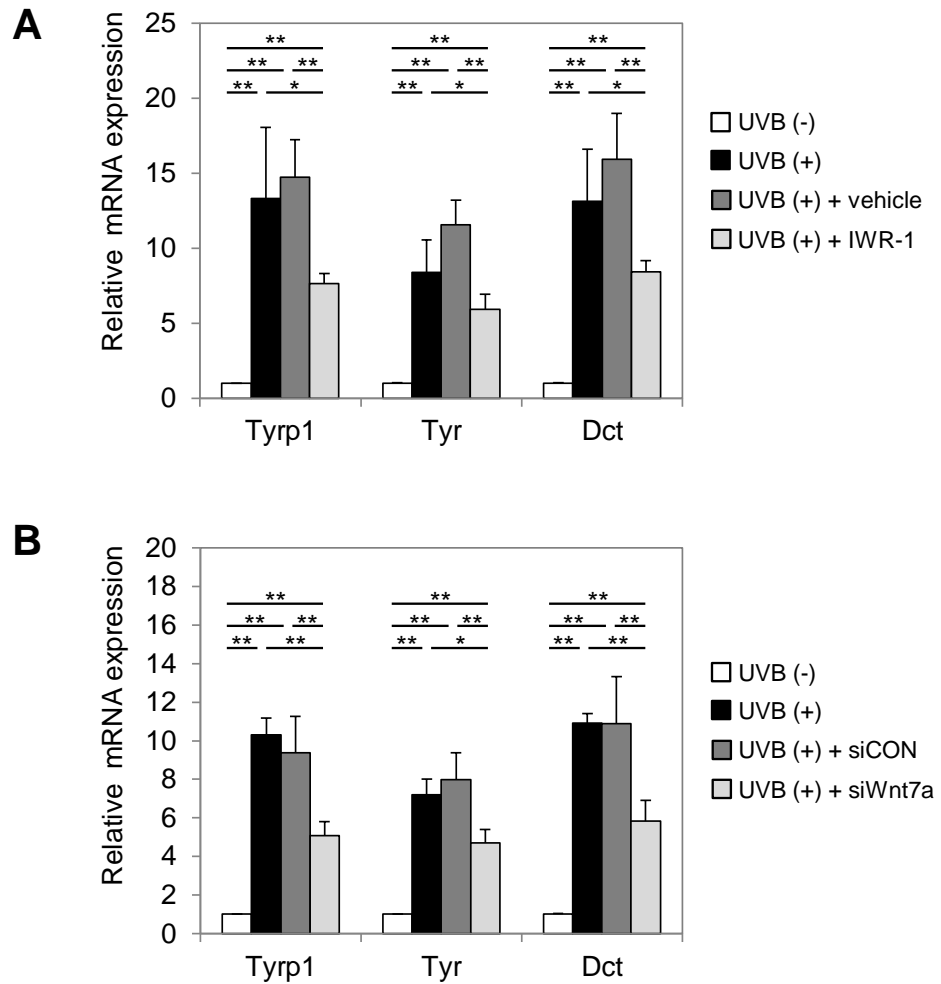 A
Relative mRNA expression
25
20
15
10
5
0
**
**
**
** **
** **
** **
** *
** *
** *
Tyrp1 Tyr Dct
UVB (-)
UVB (+)
UVB (+) + vehicle
UVB (+) + IWR-1
B
Relative mRNA expression
20
18
16
14
12
10
8
6
4
2
0
**
**
**
** **
** **
** **
** **
** *
** **
Tyrp1 Tyr Dct
UVB (-)
UVB (+)
UVB (+) + siCON
UVB (+) + siWnt7a